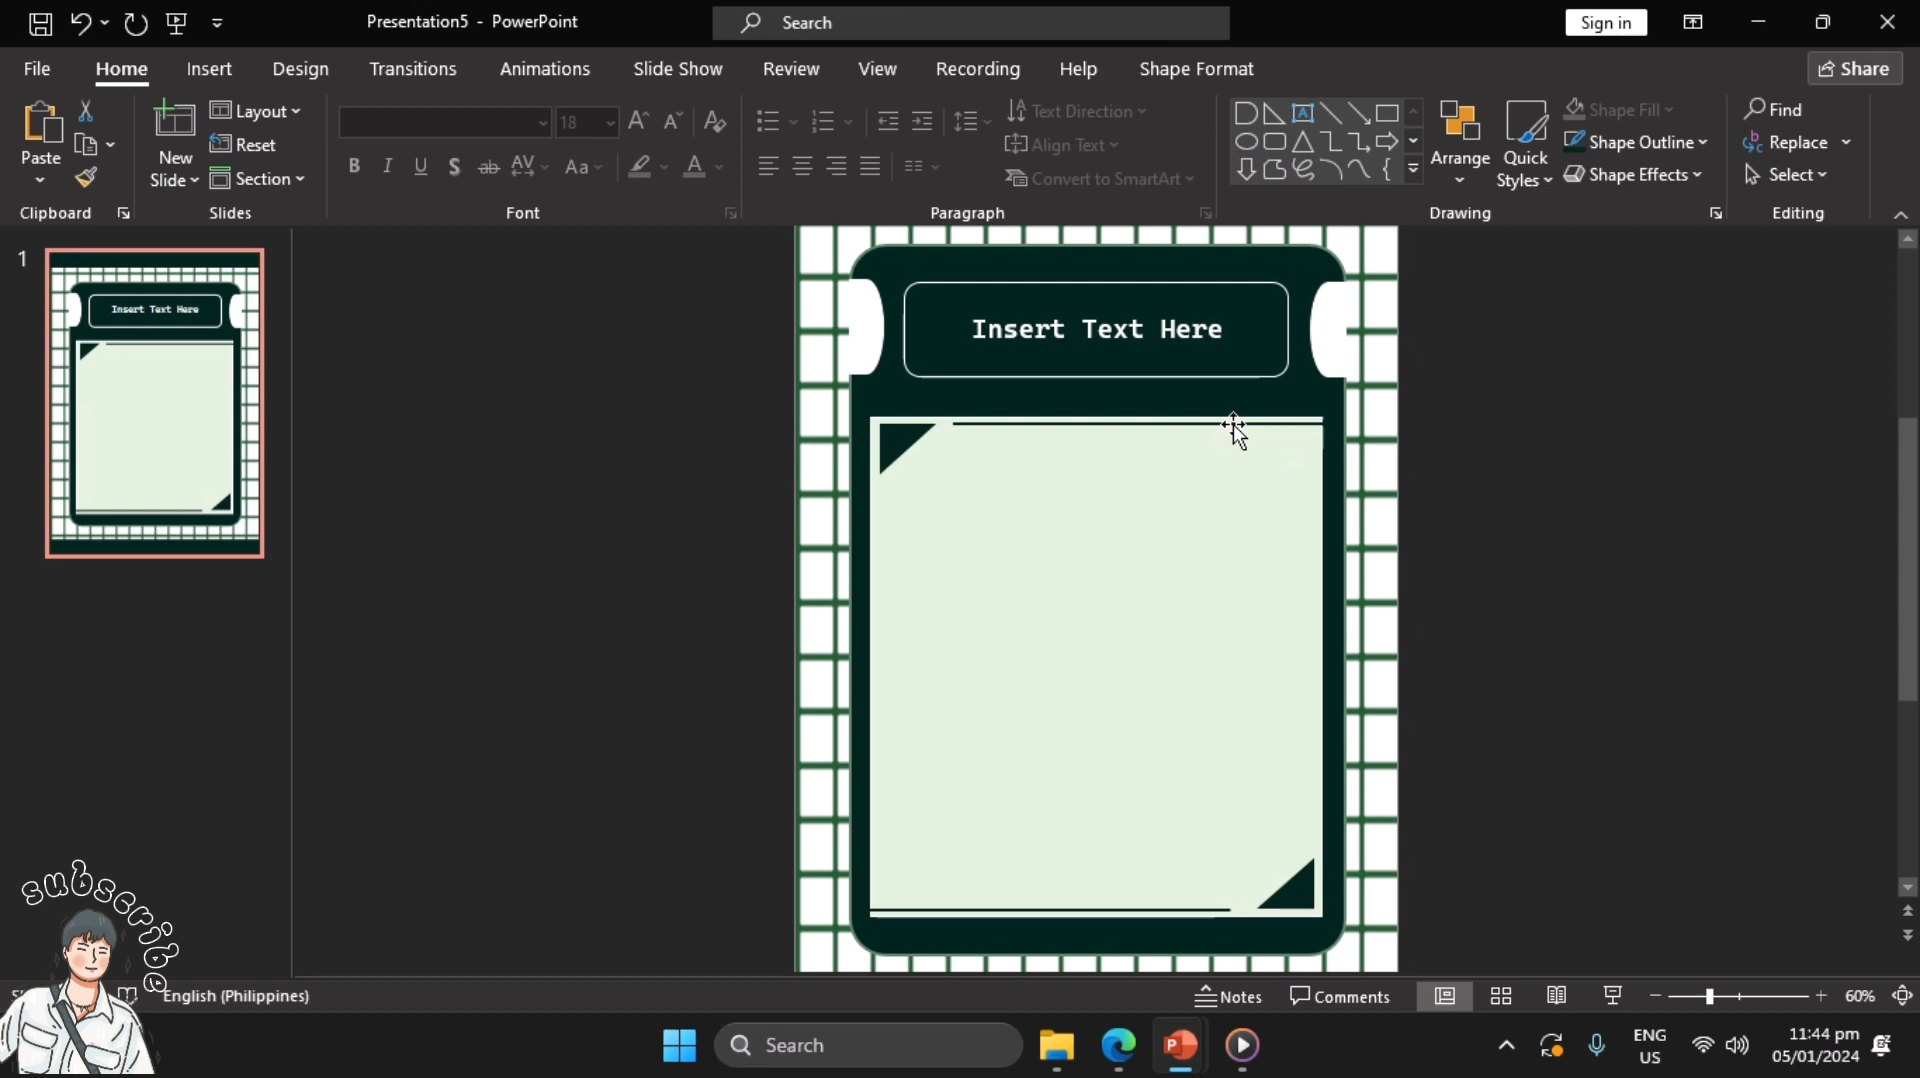 Presentation5 - PowerPoint
Search
Sign in
File
Home
Insert
Design
Transitions
Animations
Slide Show
Review
View
Recording
Help
Shape Format
Share
Paste
Clipboard
New
Slide
Layout
Reset
Section
Slides
18
Font
Text Direction
Align Text
Convert to SmartArt
Paragraph
Arrange
Quick
Styles
Shape Fill
Shape Outline
Shape Effects
Drawing
Find
Replace
Select
Editing
1
Insert Text Here
Insert Text Here
subscribe
English (Philippines)
Notes
Comments
60%
Search
ENG
US
11:44 pm
05/01/2024